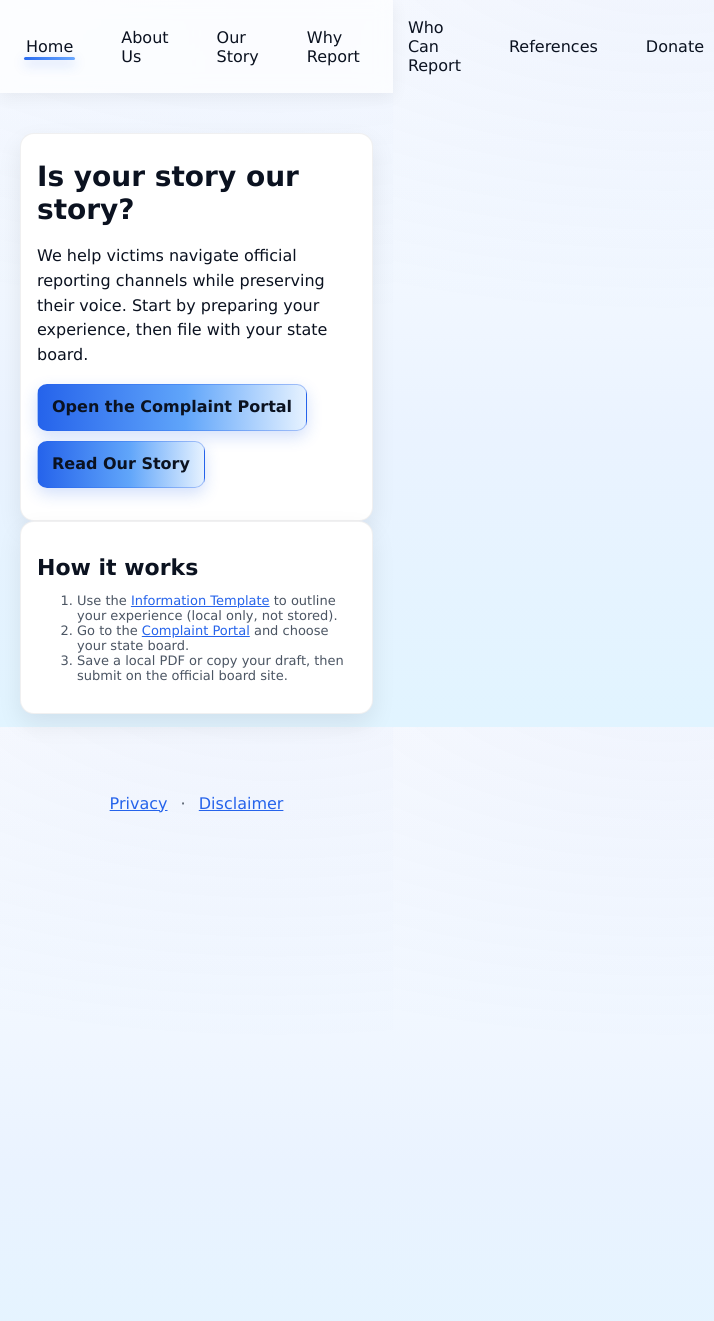 Home
About Us
Our Story
Why Report
Who Can Report
References
Donate
Is your story our
story?
We help victims navigate official
reporting channels while preserving
their voice. Start by preparing your
experience, then file with your state
board.
Open the Complaint Portal
Read Our Story
How it works
1. Use the Information Template to outline
your experience (local only, not stored).
2. Go to the Complaint Portal and choose
your state board.
3. Save a local PDF or copy your draft, then
submit on the official board site.
Privacy · Disclaimer